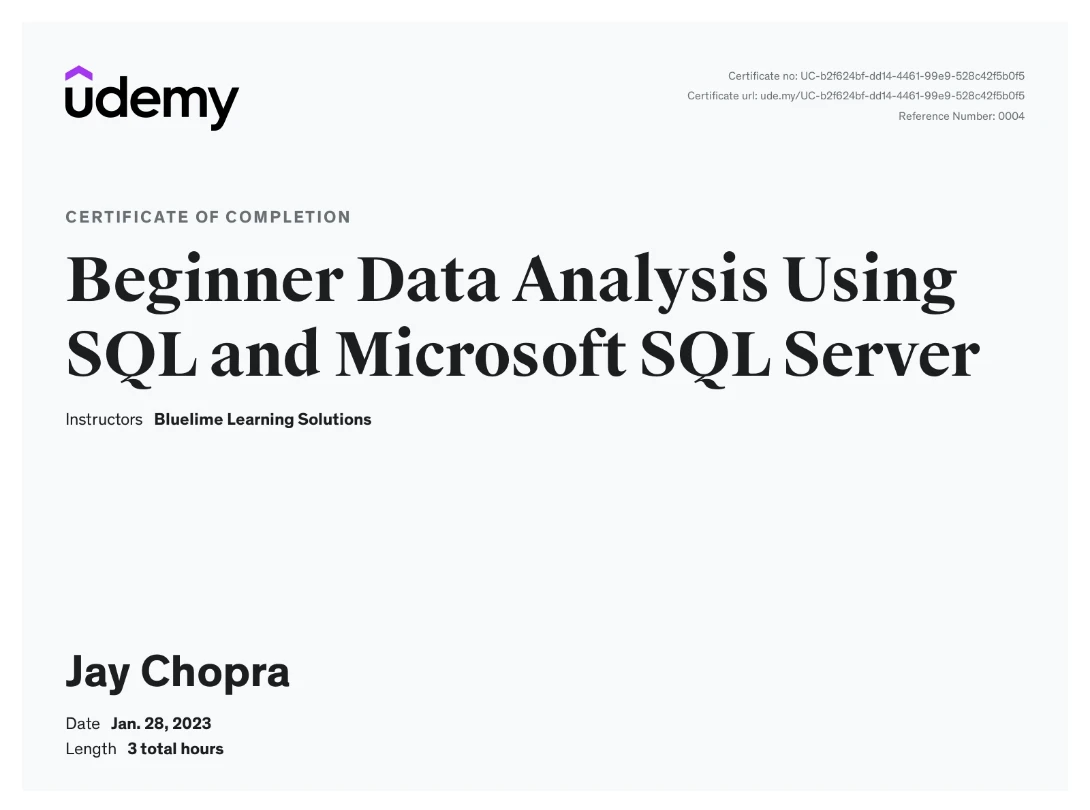 udemy
Certificate no: UC-b2f624bf-dd14-4461-99e9-528c42f5b0f5
Certificate url: ude.my/UC-b2f624bf-dd14-4461-99e9-528c42f5b0f5
Reference Number: 0004
CERTIFICATE OF COMPLETION
Beginner Data Analysis Using
SQL and Microsoft SQL Server
Instructors Bluelime Learning Solutions
Jay Chopra
Date Jan. 28, 2023
Length 3 total hours